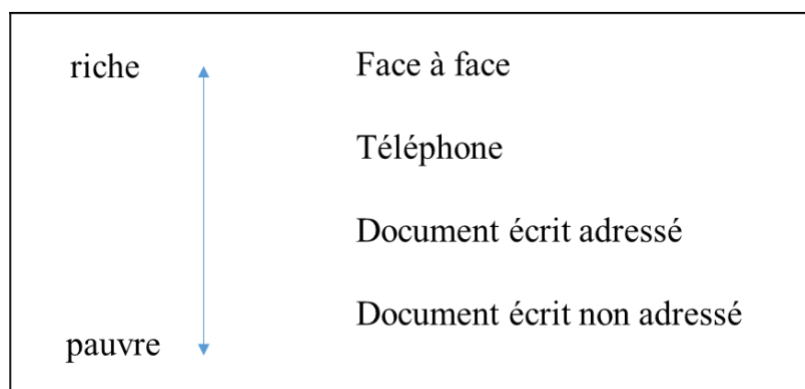 riche
Face à face
Téléphone
Document écrit adressé
Document écrit non adressé
pauvre